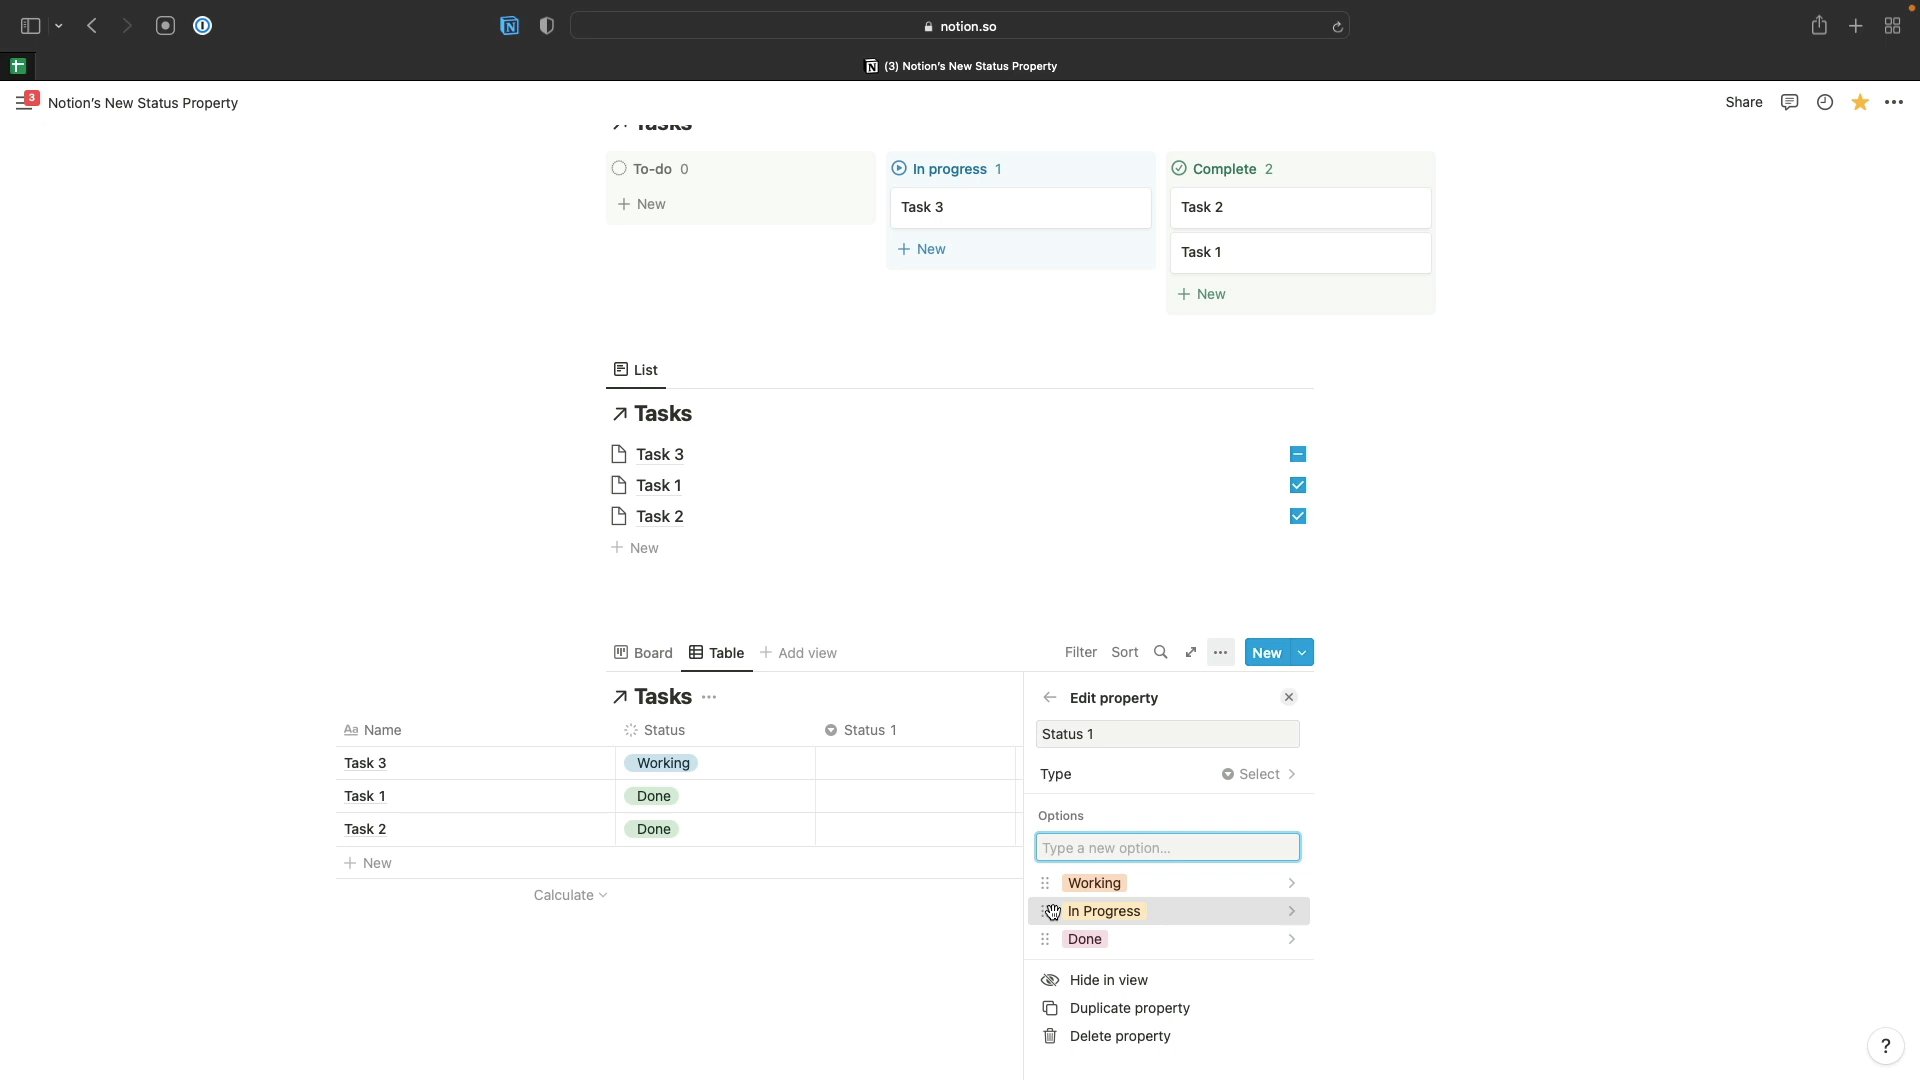 notion.so
(3) Notion's New Status Property
3
Notion's New Status Property
Share
Tasks
To-do 0
In progress 1
Complete 2
+ New
Task 3
+ New
Task 2
Task 1
+ New
List
Tasks
Task 3
Task 1
Task 2
+ New
Board
Table
+ Add view
Filter
Sort
New
Tasks
Aa Name
Status
Status 1
Task 3
Working
Task 1
Done
Task 2
Done
+ New
Calculate
Edit property
Status 1
Type
Select
Options
Type a new option...
Working
In Progress
Done
Hide in view
Duplicate property
Delete property
?